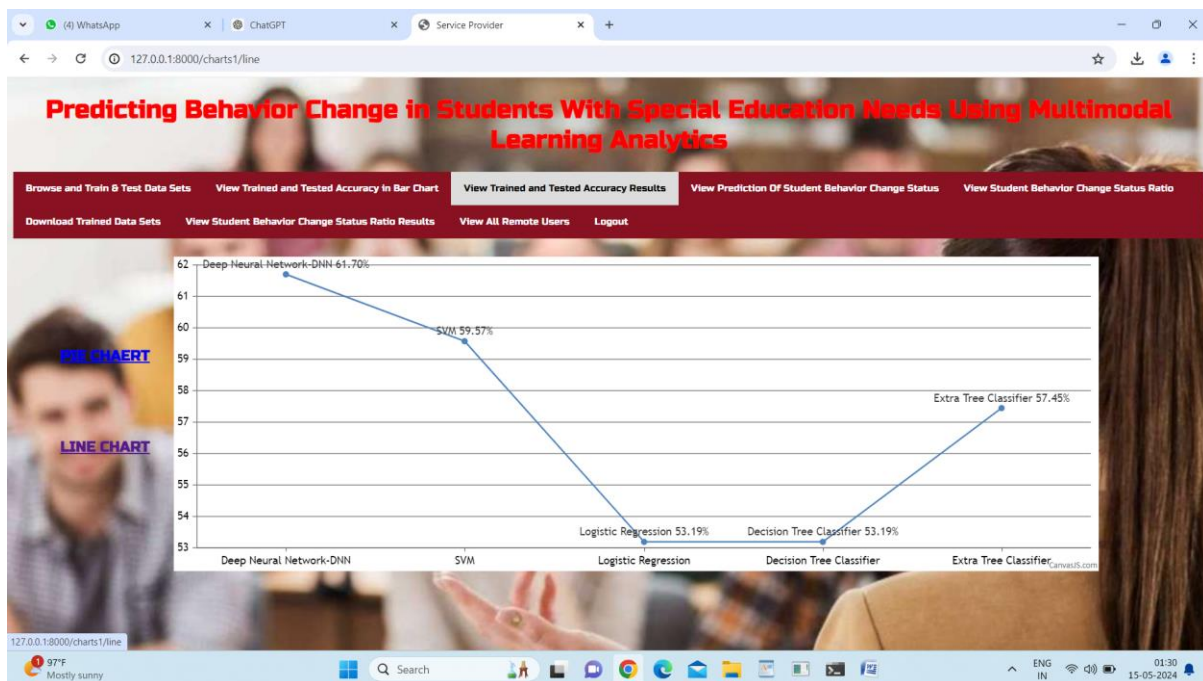 (4) WhatsApp
ChatGPT
Service Provider
127.0.0.1:8000/charts1/line
Predicting Behavior Change in Students With Special Education Needs Using Multimodal
Learning Analytics
Browse and Train & Test Data Sets View Trained and Tested Accuracy in Bar Chart View Trained and Tested Accuracy Results View Prediction Of Student Behavior Change Status View Student Behavior Change Status Ratio
Download Trained Data Sets View Student Behavior Change Status Ratio Results View All Remote Users Logout
PIE CHAERT
LINE CHART
62
Deep Neural Network-DNN 61.70%
61
60
SVM 59.57%
59
58
Extra Tree Classifier 57.45%
57
56
55
54
Logistic Regression 53.19% Decision Tree Classifier 53.19%
53
Deep Neural Network-DNN SVM Logistic Regression Decision Tree Classifier Extra Tree Classifier
CanvasJS.com
127.0.0.1:8000/charts1/line
1
97°F
Mostly sunny
Search
ENG
IN
01:30
15-05-2024